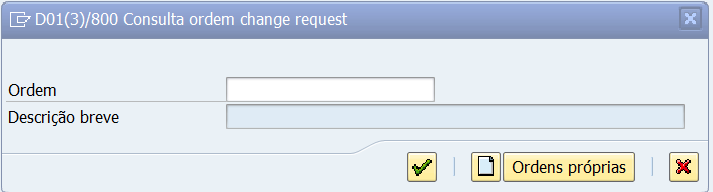 D01(3)/800 Consulta ordem change request
Ordem
Descrição breve
Ordens próprias